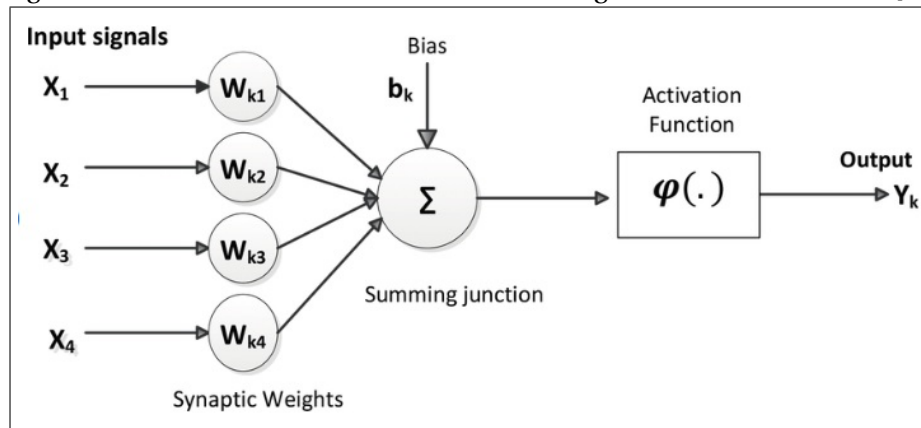 Input signals
X1
X2
X3
X4
Wk1
Wk2
Wk3
Wk4
Synaptic Weights
Bias
bk
Σ
Summing junction
Activation
Function
φ(.)
Output
Yk